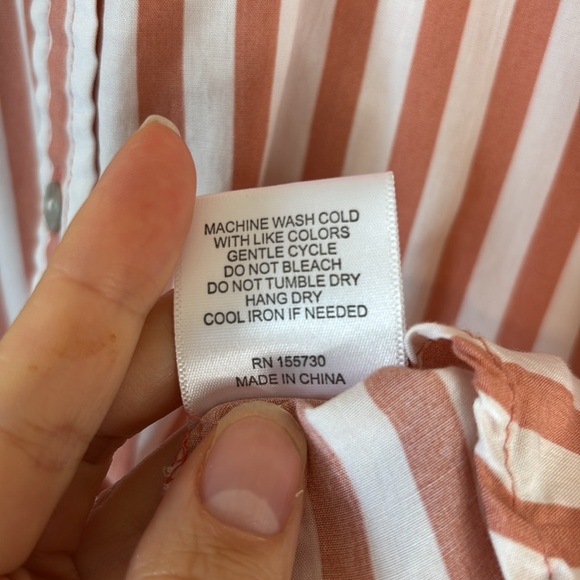 MACHINE WASH COLD
WITH LIKE COLORS
GENTLE CYCLE
DO NOT BLEACH
DO NOT TUMBLE DRY
HANG DRY
COOL IRON IF NEEDED
RN 155730
MADE IN CHINA